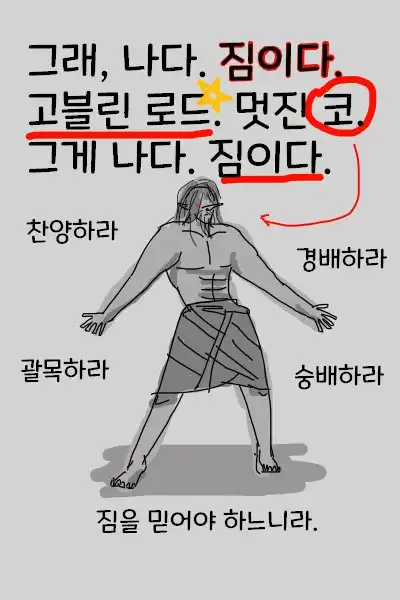 그래, 나다. 짐이다.
고블린 로드. 멋진 코.
그게 나다. 짐이다.
찬양하라
경배하라
괄목하라
숭배하라
짐을 믿어야 하느니라.